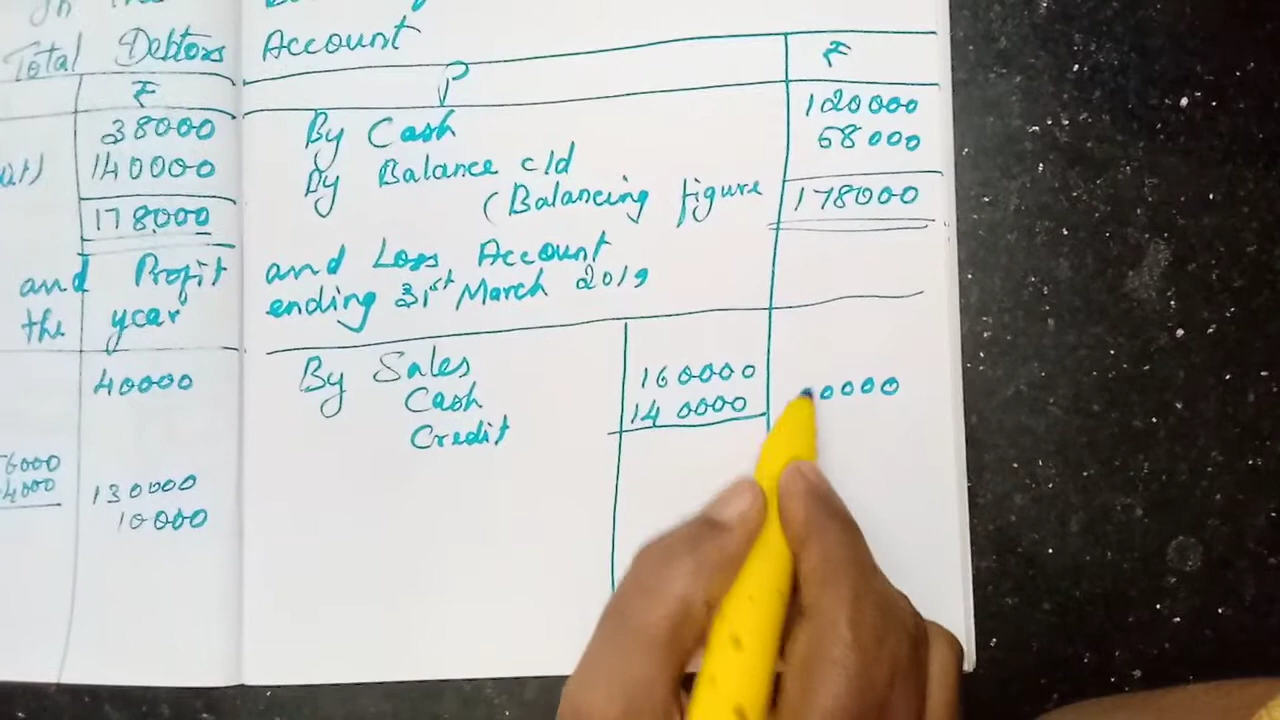 Total Debtors Account
₹ P ₹
38000 By Cash 120000
140000 By Balance c/d 58000
(Balancing figure
178000 178000
and Profit and Loss Account
the year ending 31st March 2019
40000 By Sales
Cash 160000
Credit 140000
6000
4000 130000
10000